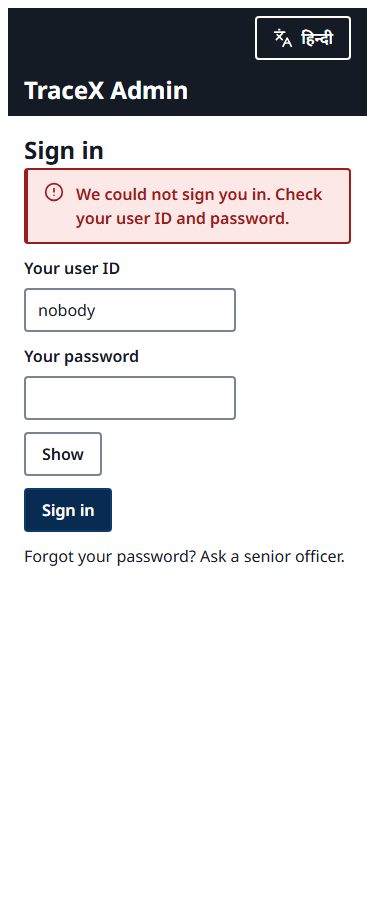 हिन्दी
TraceX Admin
Sign in
We could not sign you in. Check
your user ID and password.
Your user ID
nobody
Your password
Show
Sign in
Forgot your password? Ask a senior officer.